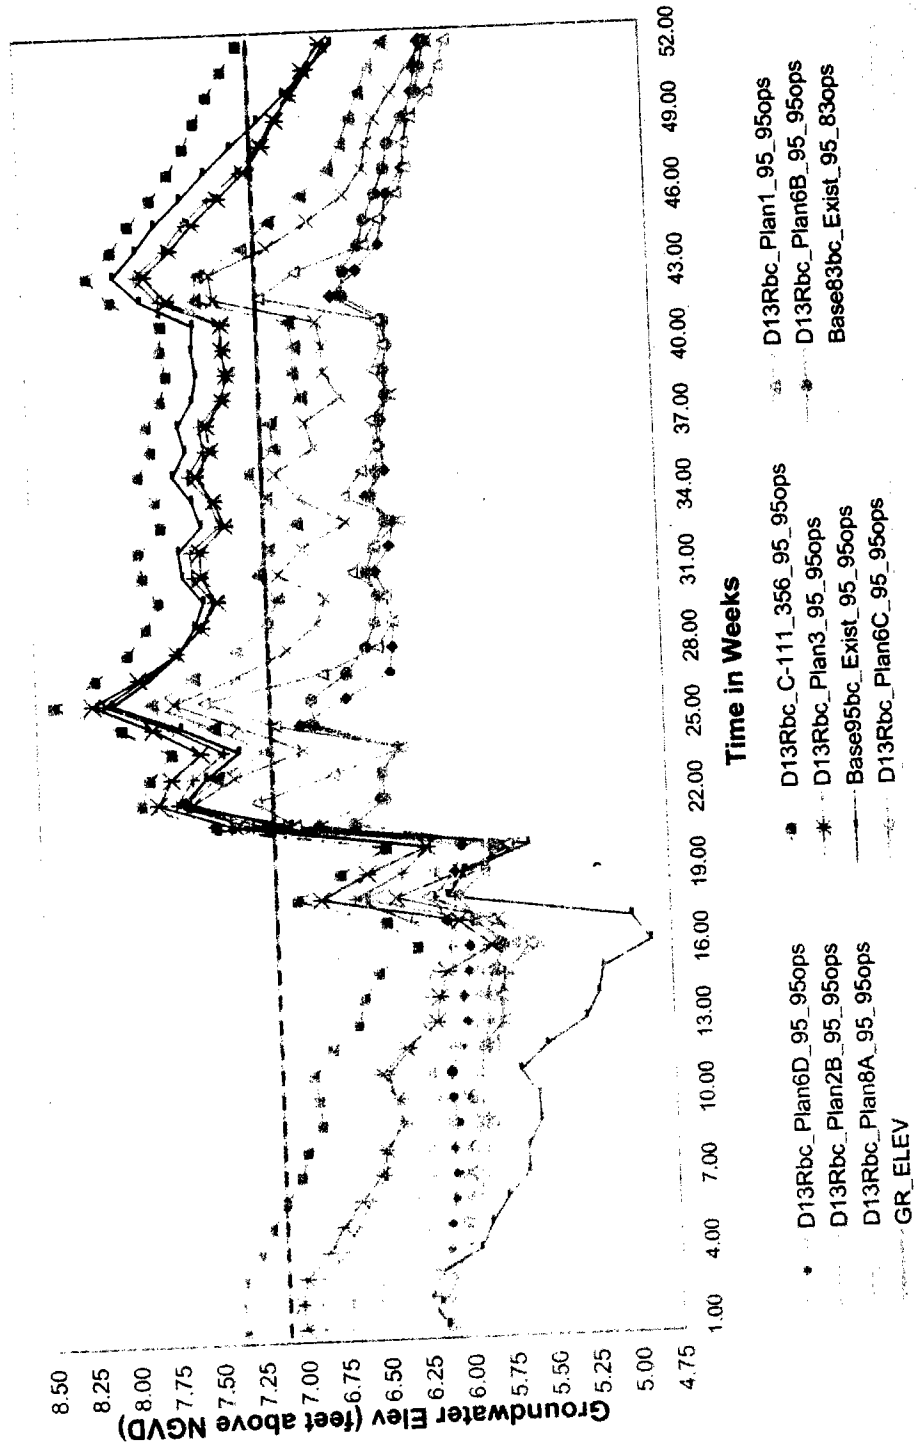 Groundwater Elev (feet above NGVD)
8.50
8.25
8.00
7.75
7.50
7.25
7.00
6.75
6.50
6.25
6.00
5.75
5.50
5.25
5.00
4.75
1.00 4.00 7.00 10.00 13.00 16.00 19.00 22.00 25.00 28.00 31.00 34.00 37.00 40.00 43.00 46.00 49.00 52.00
Time in Weeks
D13Rbc_Plan6D_95_95ops
D13Rbc_Plan2B_95_95ops
D13Rbc_Plan8A_95_95ops
GR_ELEV
D13Rbc_C-111_356_95_95ops
D13Rbc_Plan3_95_95ops
Base95bc_Exist_95_95ops
D13Rbc_Plan6C_95_95ops
D13Rbc_Plan1_95_95ops
D13Rbc_Plan6B_95_95ops
Base83bc_Exist_95_83ops